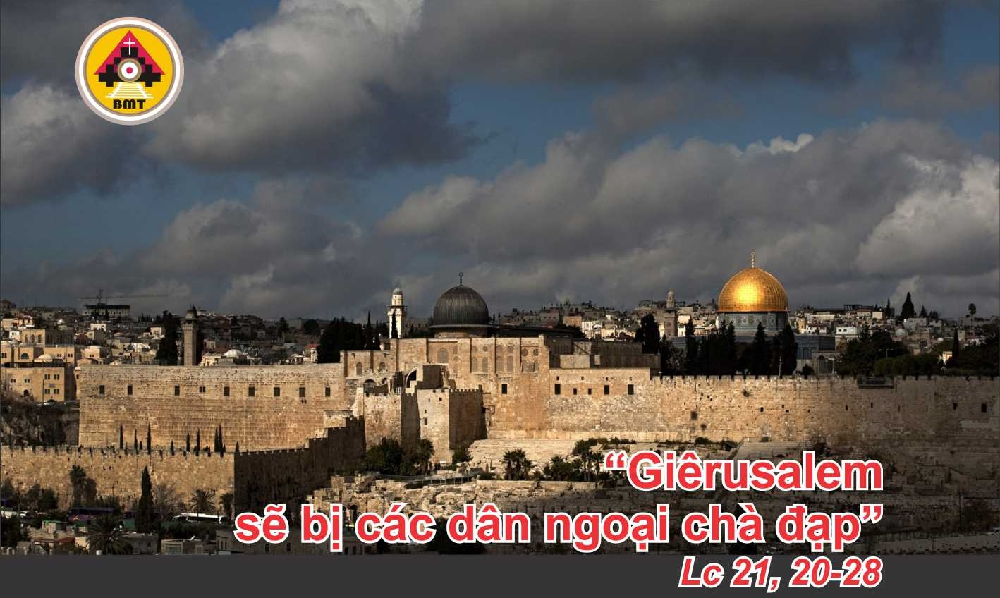 BMT
“Giêrusalem
sẽ bị các dân ngoại chà đạp”
Lc 21, 20-28